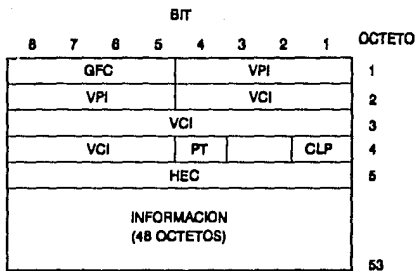 BIT
8 7 6 5 4 3 2 1 OCTETO
GFC VPI 1
VPI VCI 2
VCI 3
VCI PT CLP 4
HEC 5
INFORMACION
(48 OCTETOS)
53